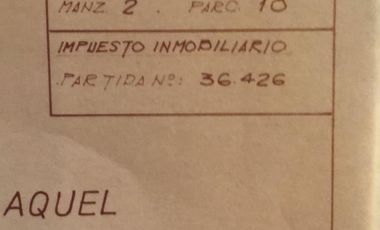 MANZ. 2 . PARC. 10
IMPUESTO INMOBILIARIO
PARTIDA Nº: 36.426
AQUEL